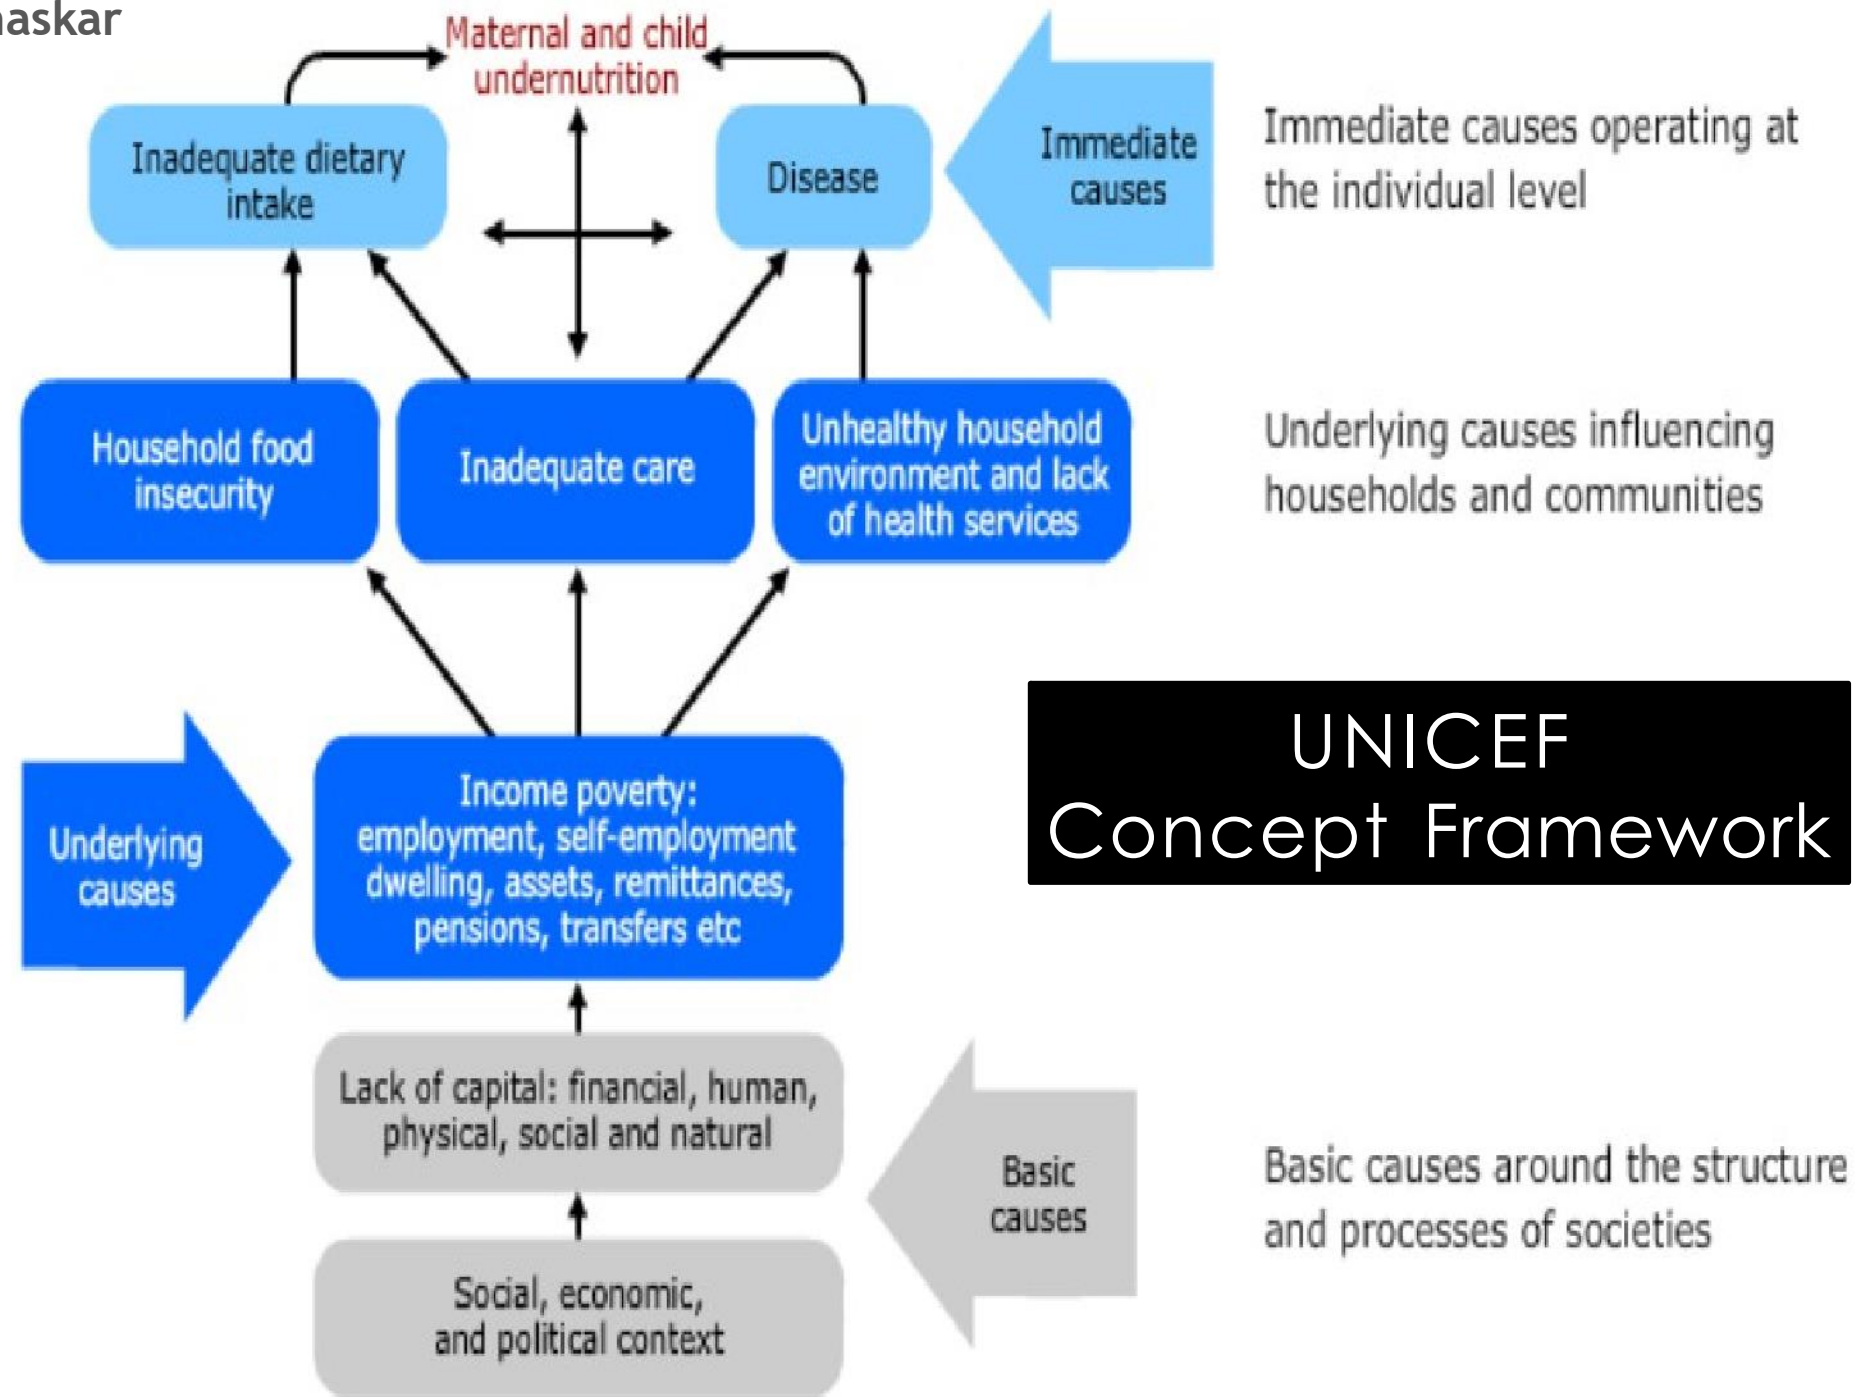 Maternal and child
undernutrition
Inadequate dietary
intake
Disease
Immediate
causes
Immediate causes operating at
the individual level
Household food
insecurity
Inadequate care
Unhealthy household
environment and lack
of health services
Underlying causes influencing
households and communities
Underlying
causes
Income poverty:
employment, self-employment
dwelling, assets, remittances,
pensions, transfers etc
UNICEF
Concept Framework
Lack of capital: financial, human,
physical, social and natural
Basic
causes
Basic causes around the structure
and processes of societies
Social, economic,
and political context